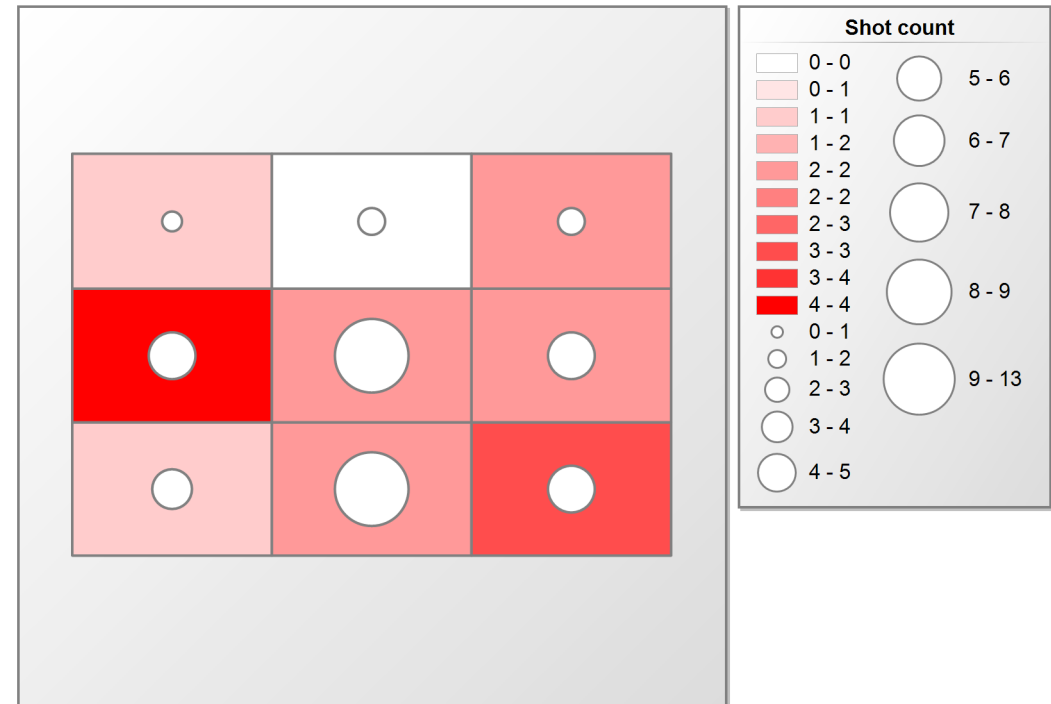 Shot count
0 - 0
0 - 1
1 - 1
1 - 2
2 - 2
2 - 2
2 - 3
3 - 3
3 - 4
4 - 4
0 - 1
1 - 2
2 - 3
3 - 4
4 - 5
5 - 6
6 - 7
7 - 8
8 - 9
9 - 13